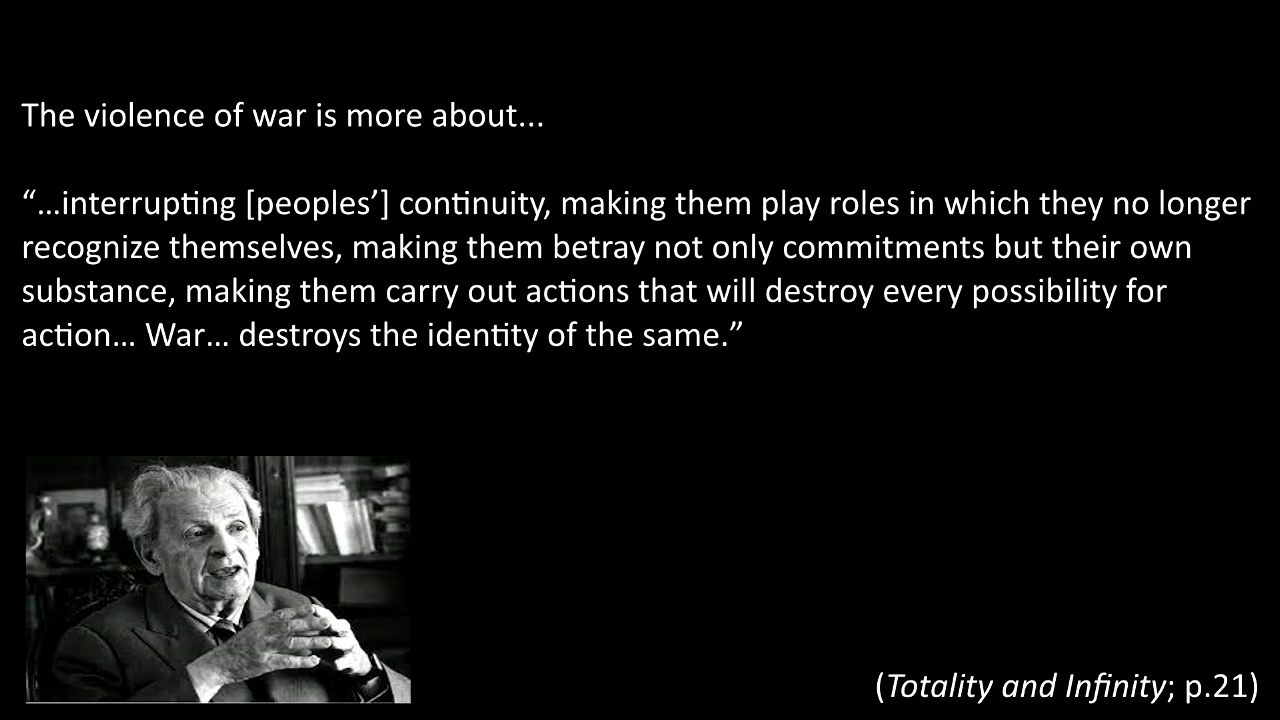 The violence of war is more about...
“…interrupting [peoples’] continuity, making them play roles in which they no longer
recognize themselves, making them betray not only commitments but their own
substance, making them carry out actions that will destroy every possibility for
action… War… destroys the identity of the same.”
(Totality and Infinity; p.21)